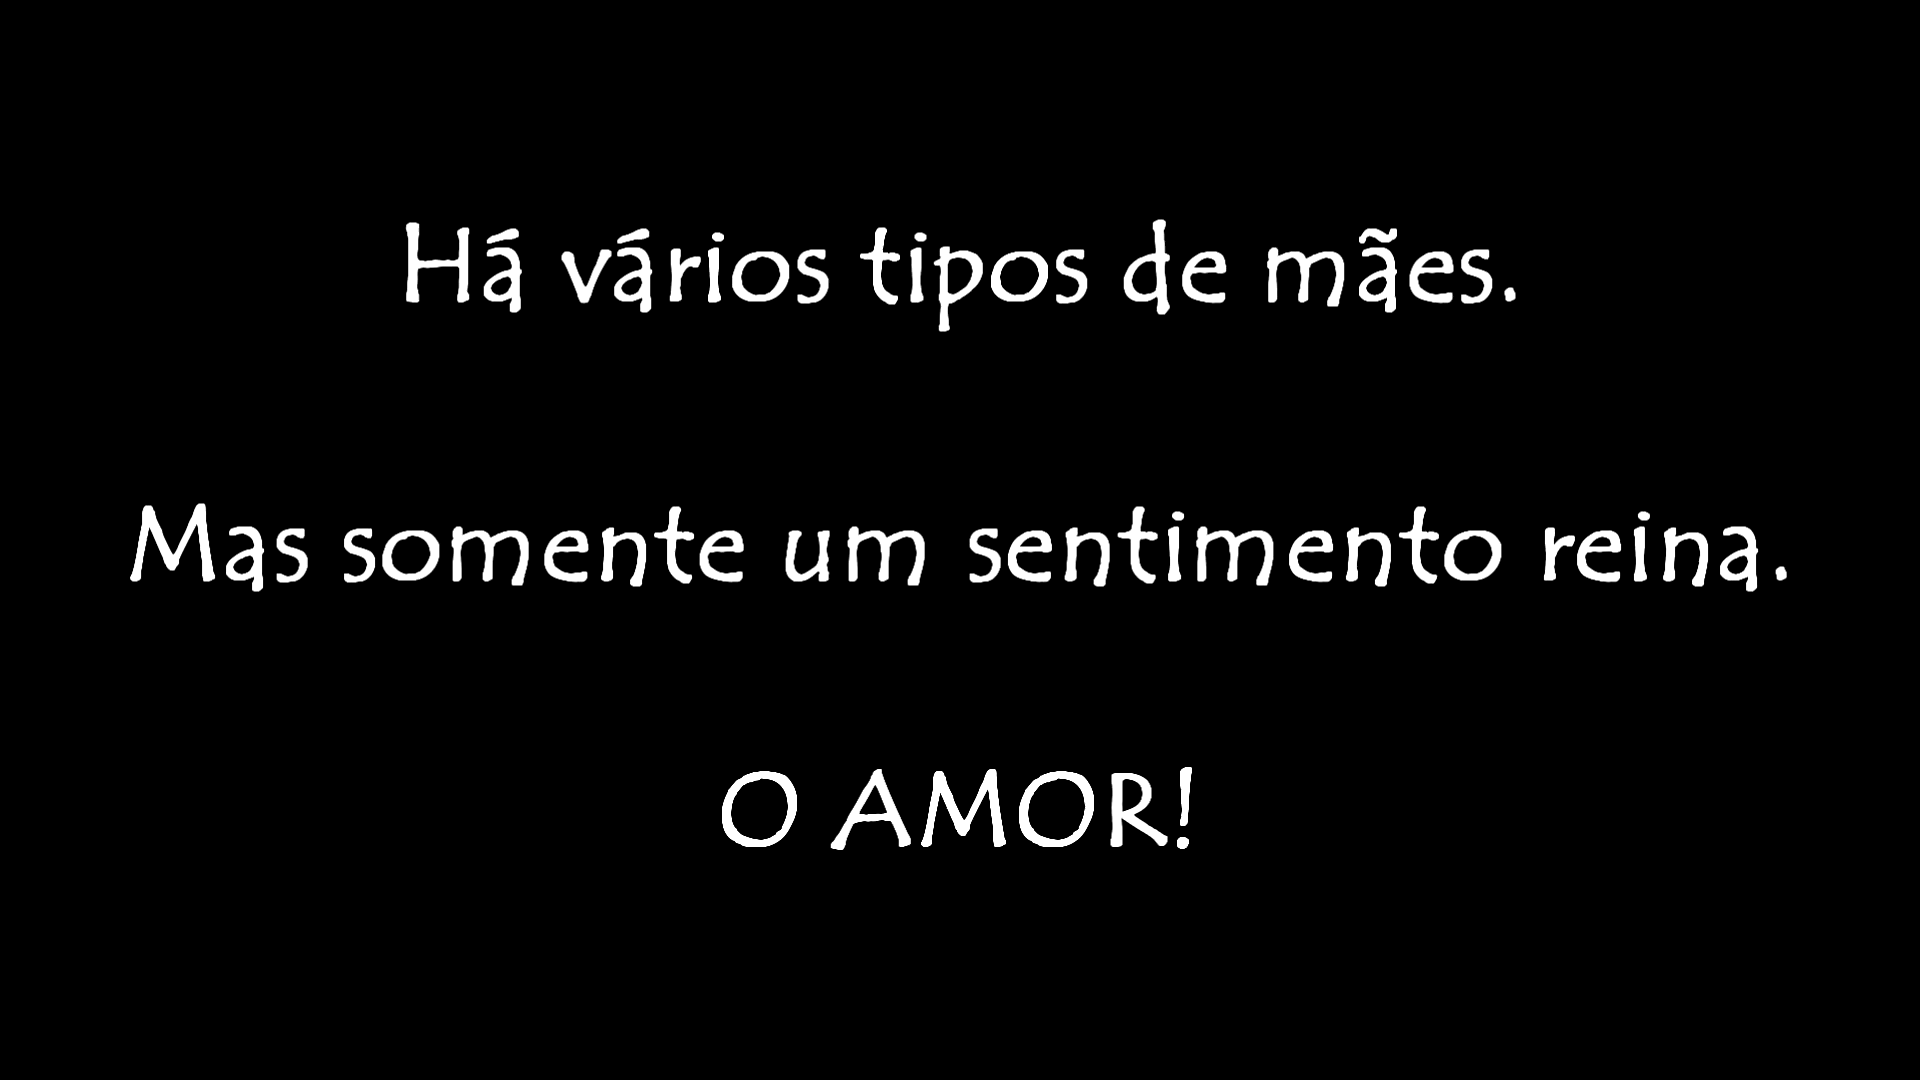 Há vários tipos de mães.
Mas somente um sentimento reina.
O AMOR!